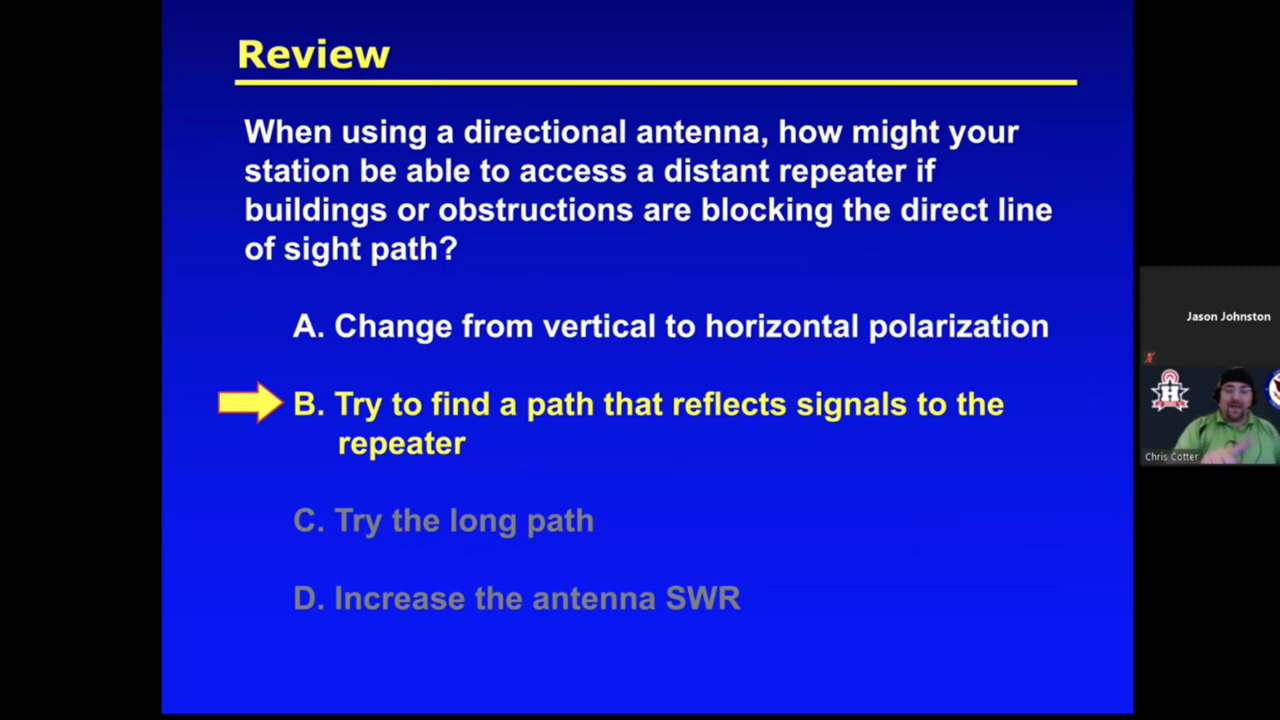 Review
When using a directional antenna, how might your
station be able to access a distant repeater if
buildings or obstructions are blocking the direct line
of sight path?
A. Change from vertical to horizontal polarization
B. Try to find a path that reflects signals to the
repeater
C. Try the long path
D. Increase the antenna SWR
Jason Johnston
H
Chris Cotter